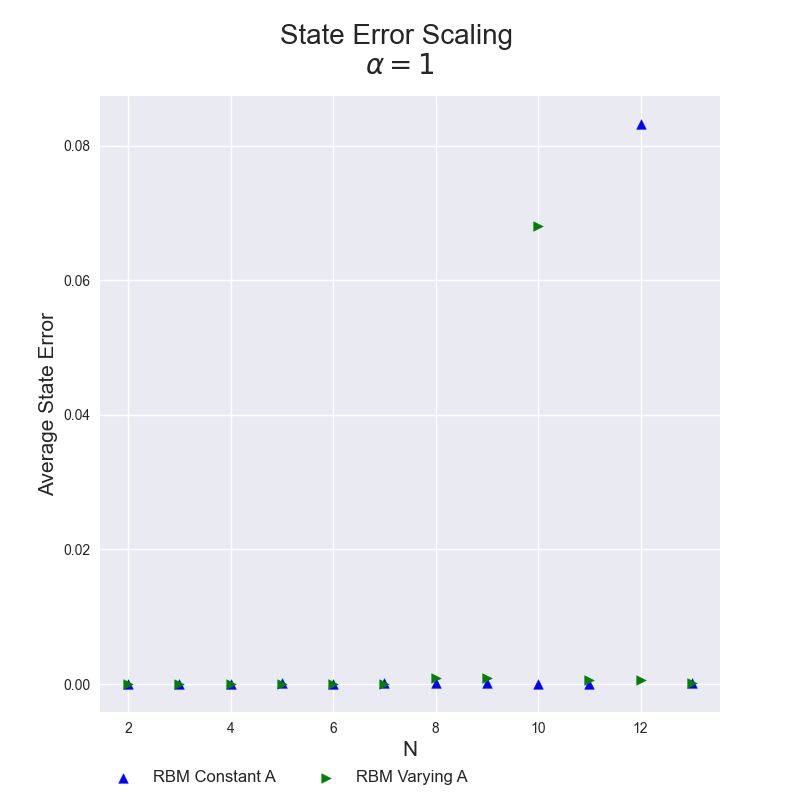 State Error Scaling
α = 1
Average State Error
0.08
0.06
0.04
0.02
0.00
2 4 6 8 10 12
N
RBM Constant A RBM Varying A